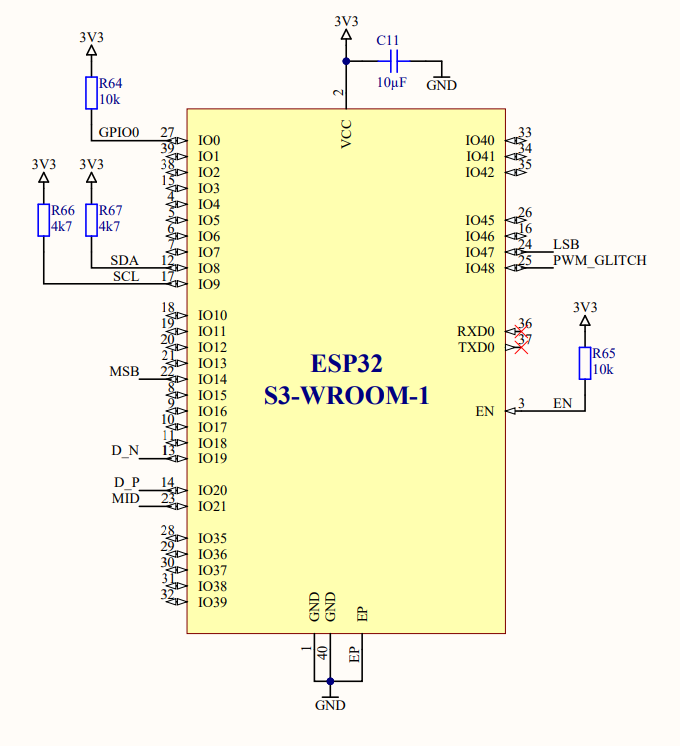 3V3
C11
10µF
GND
3V3
R64
10k
GPIO0
3V3
3V3
R66
4k7
R67
4k7
SDA
SCL
MSB
D_N
D_P
MID
2
VCC
27 IO0
39 IO1
38 IO2
15 IO3
4 IO4
5 IO5
6 IO6
7 IO7
12 IO8
17 IO9
18 IO10
19 IO11
20 IO12
21 IO13
22 IO14
8 IO15
9 IO16
10 IO17
11 IO18
13 IO19
14 IO20
23 IO21
28 IO35
29 IO36
30 IO37
31 IO38
32 IO39
ESP32
S3-WROOM-1
IO40 33
IO41 34
IO42 35
IO45 26
IO46 16
IO47 24 LSB
IO48 25 PWM_GLITCH
RXD0 36
TXD0 37
EN 3 EN
3V3
R65
10k
GND
GND
EP
1
40
EP
GND